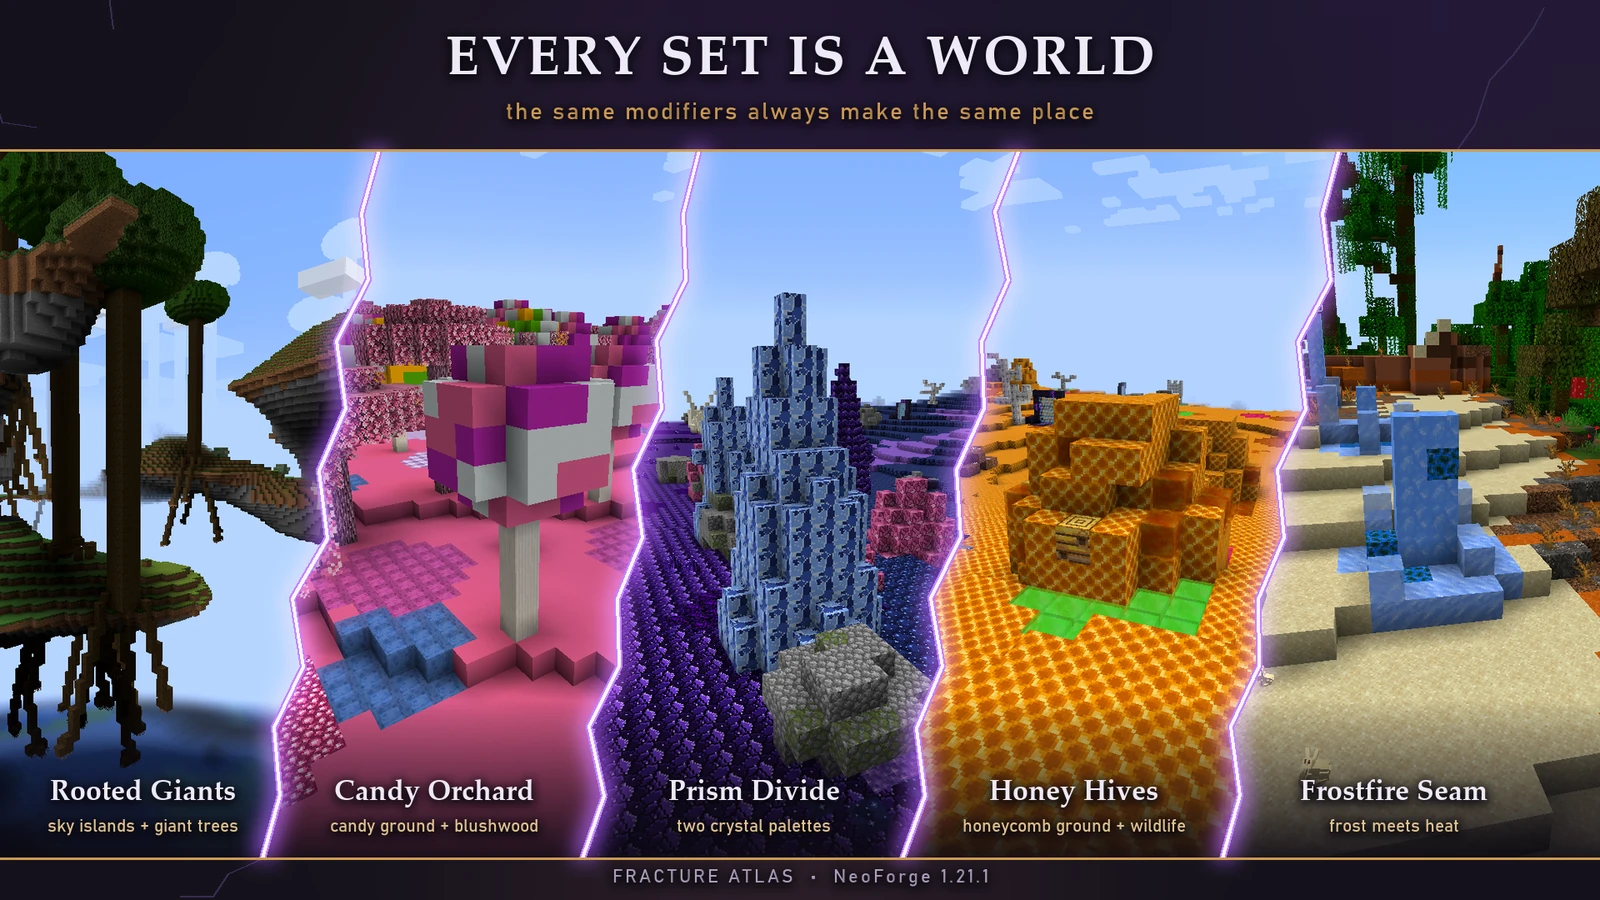 EVERY SET IS A WORLD
the same modifiers always make the same place
Rooted Giants
sky islands + giant trees
Candy Orchard
candy ground + blushwood
Prism Divide
two crystal palettes
Honey Hives
honeycomb ground + wildlife
Frostfire Seam
frost meets heat
FRACTURE ATLAS · NeoForge 1.21.1